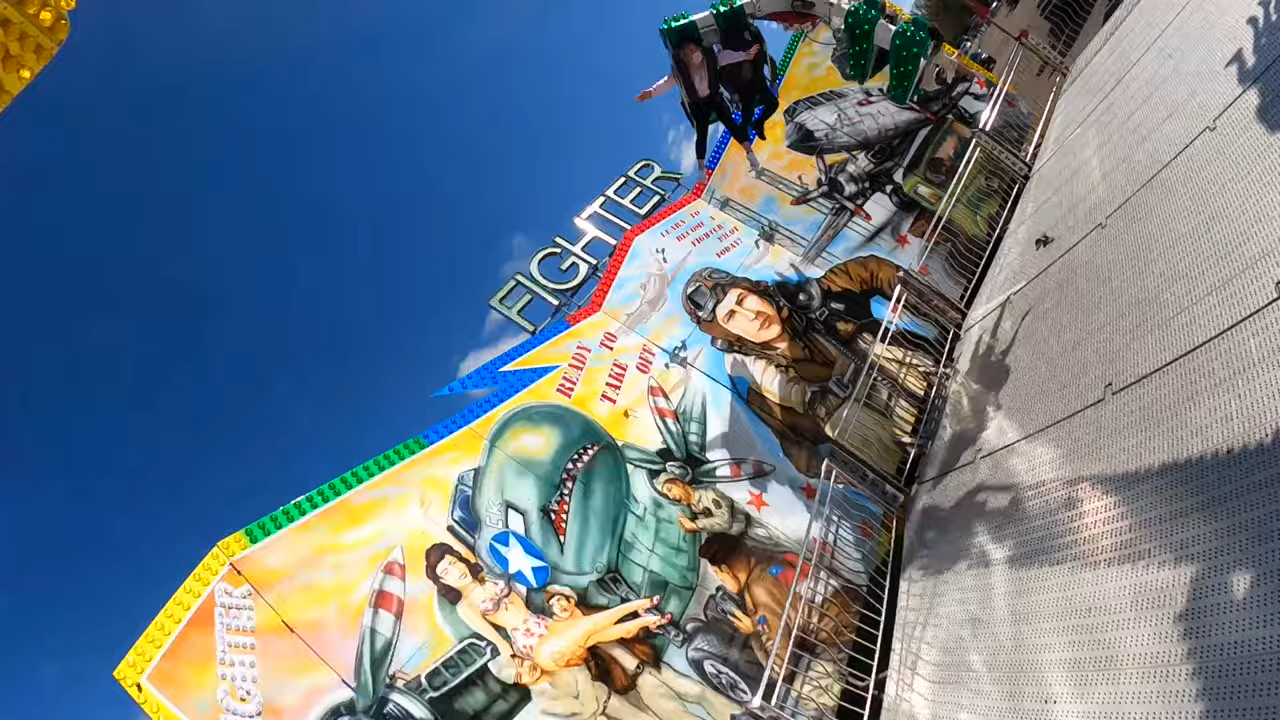 FIGHTER
LEARN TO
BECOME A
FIGHTER
PILOT
TODAY!
READY
TAKE TO
OFF